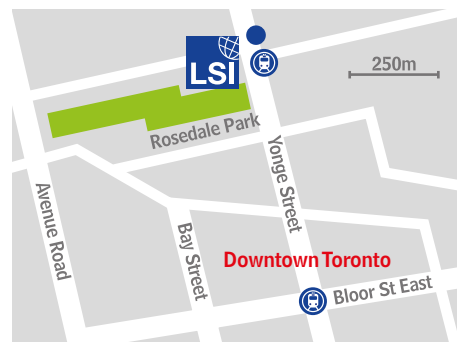 LSI
250m
Rosedale Park
Yonge Street
Avenue Road
Bay Street
Downtown Toronto
Bloor St East